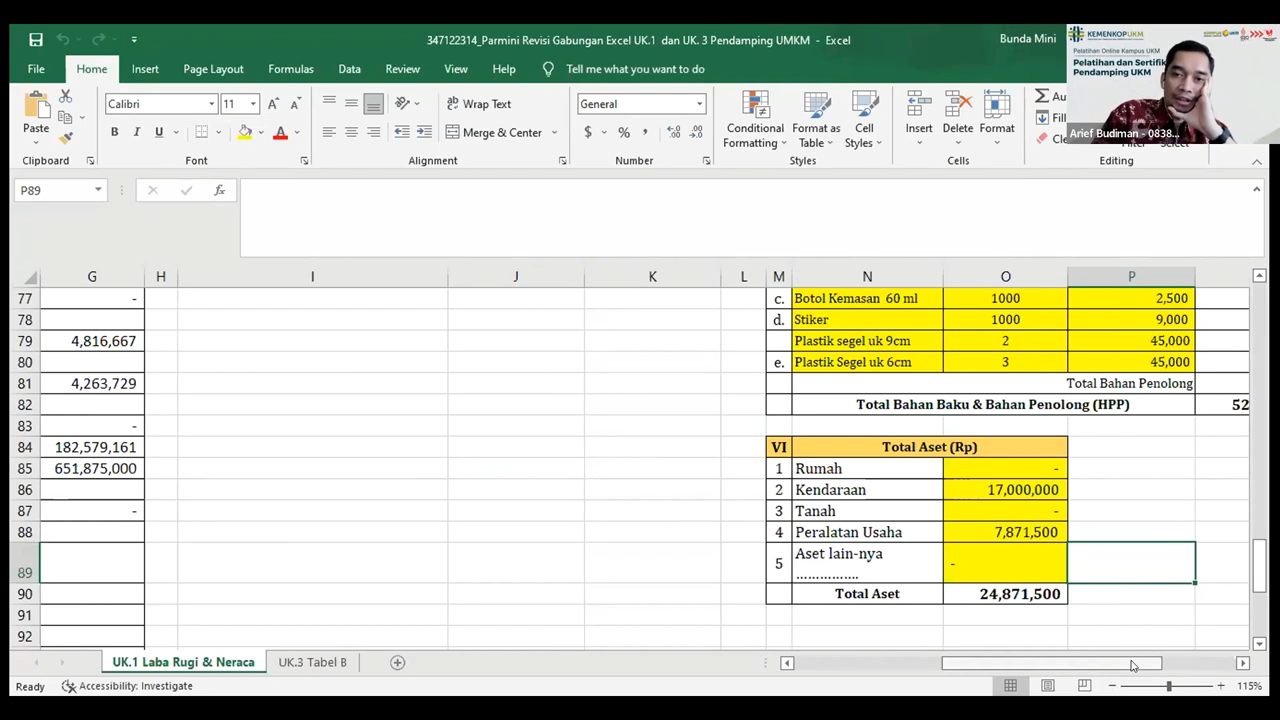 347122314_Parmini Revisi Gabungan Excel UK.1 dan UK. 3 Pendamping UMKM - Excel
Bunda Mini
KEMENKOPUKM
Pelatihan Online Kampus UKM
Pelatihan dan Sertifik
Pendamping UKM
Arief Budiman - 0838...
File Home Insert Page Layout Formulas Data Review View Help Tell me what you want to do
Paste
Calibri 11
B I U
Wrap Text
Merge & Center
General
$ % ,
Conditional Formatting
Format as Table
Cell Styles
Insert Delete Format
Au
Fil
Cle
Clipboard Font Alignment Number Styles Cells Editing
P89 fx
G H I J K L M N O P
77 - c. Botol Kemasan 60 ml 1000 2,500
78 d. Stiker 1000 9,000
79 4,816,667 Plastik segel uk 9cm 2 45,000
80 e. Plastik Segel uk 6cm 3 45,000
81 4,263,729 Total Bahan Penolong
82 Total Bahan Baku & Bahan Penolong (HPP) 52
83 -
84 182,579,161 VI Total Aset (Rp)
85 651,875,000 1 Rumah -
86 2 Kendaraan 17,000,000
87 - 3 Tanah -
88 4 Peralatan Usaha 7,871,500
89 5 Aset lain-nya ................ -
90 Total Aset 24,871,500
91
92
UK.1 Laba Rugi & Neraca UK.3 Tabel B
Ready Accessibility: Investigate 115%